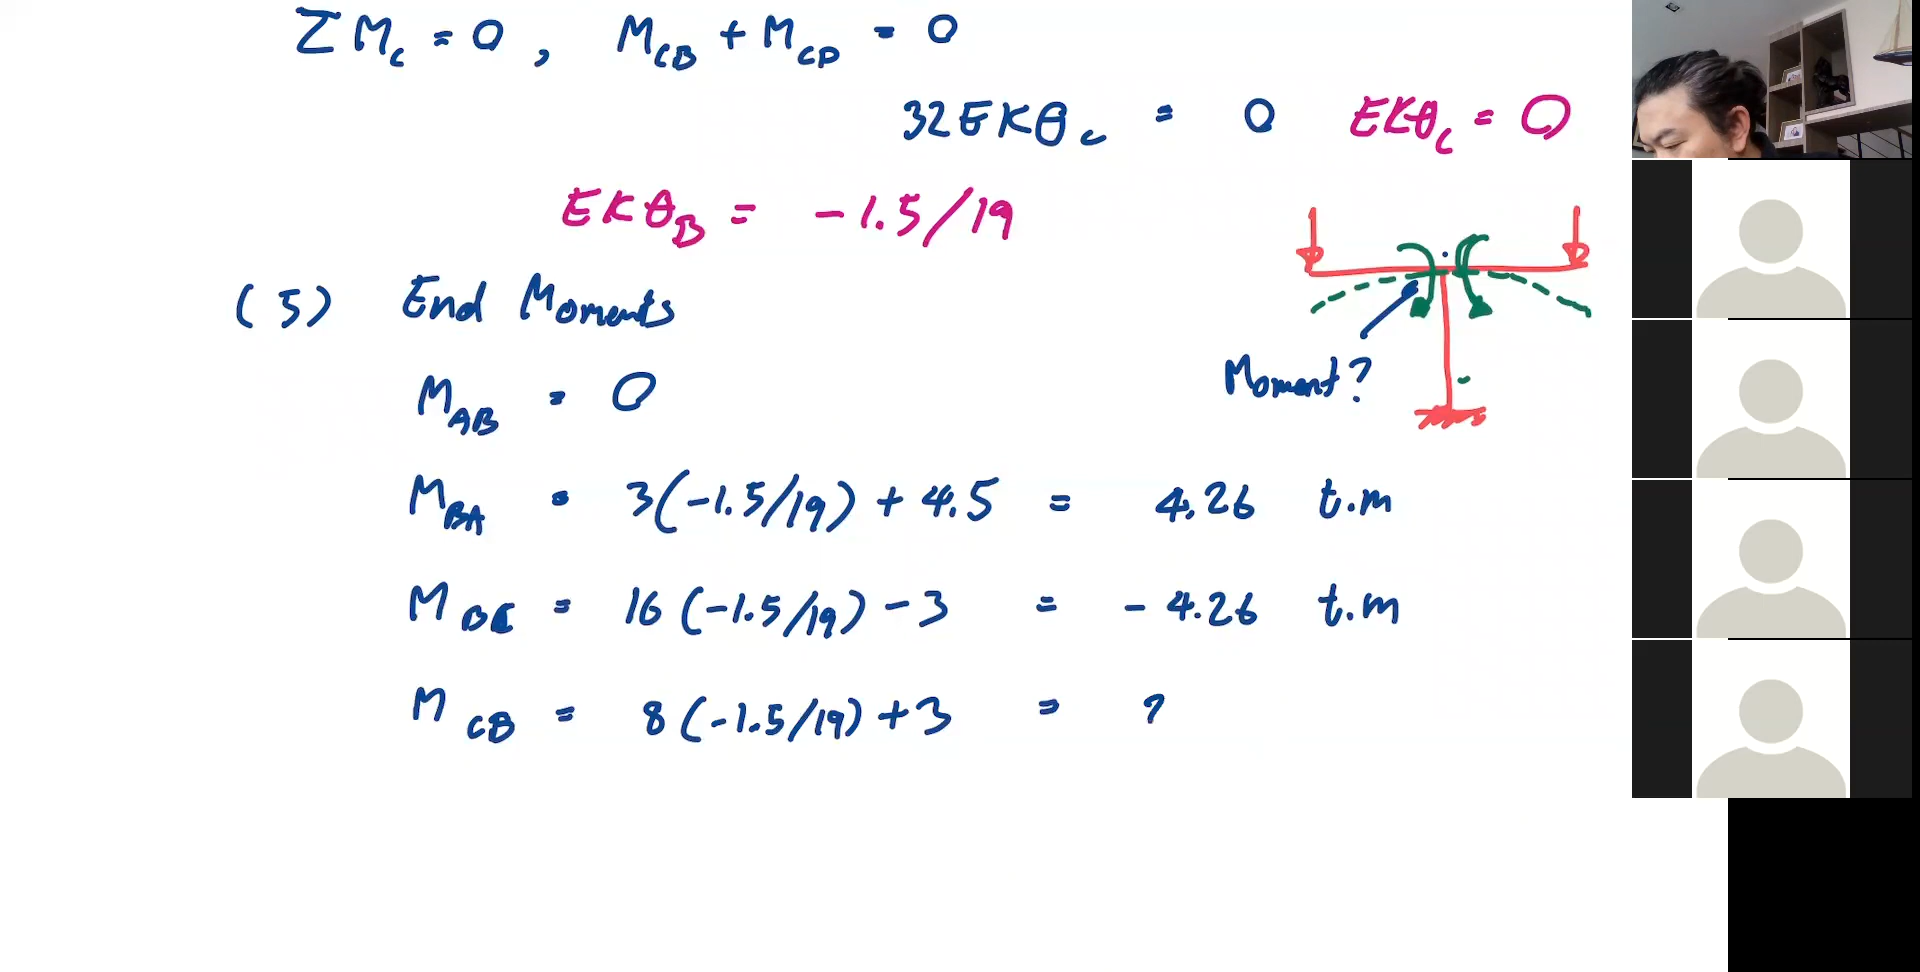 ΣM_C = 0 , M_CB + M_CD = 0
32EKθ_C = 0 EKθ_C = 0
EKθ_B = -1.5/19
(5) End Moments
Moment?
M_AB = 0
M_BA = 3(-1.5/19) + 4.5 = 4.26 t.m
M_BC = 16(-1.5/19) - 3 = - 4.26 t.m
M_CB = 8(-1.5/19) + 3 =